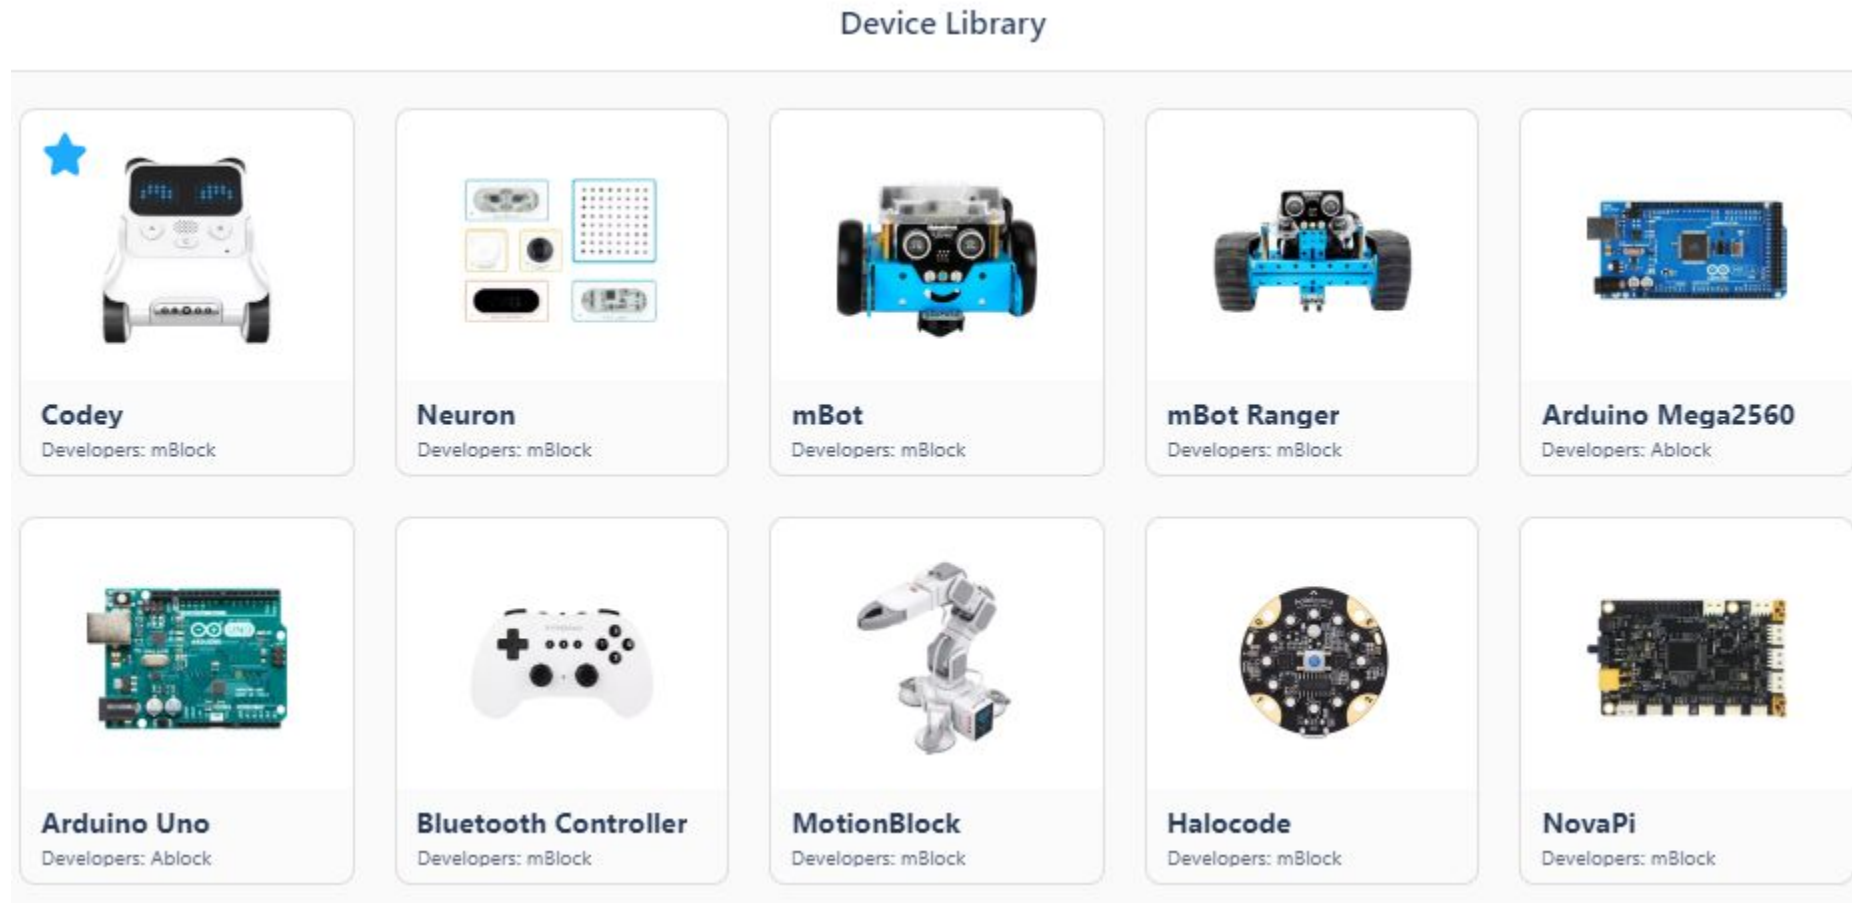 Device Library
Codey
Developers: mBlock
Neuron
Developers: mBlock
mBot
Developers: mBlock
mBot Ranger
Developers: mBlock
Arduino Mega2560
Developers: Ablock
Arduino Uno
Developers: Ablock
Bluetooth Controller
Developers: mBlock
MotionBlock
Developers: mBlock
Halocode
Developers: mBlock
NovaPi
Developers: mBlock